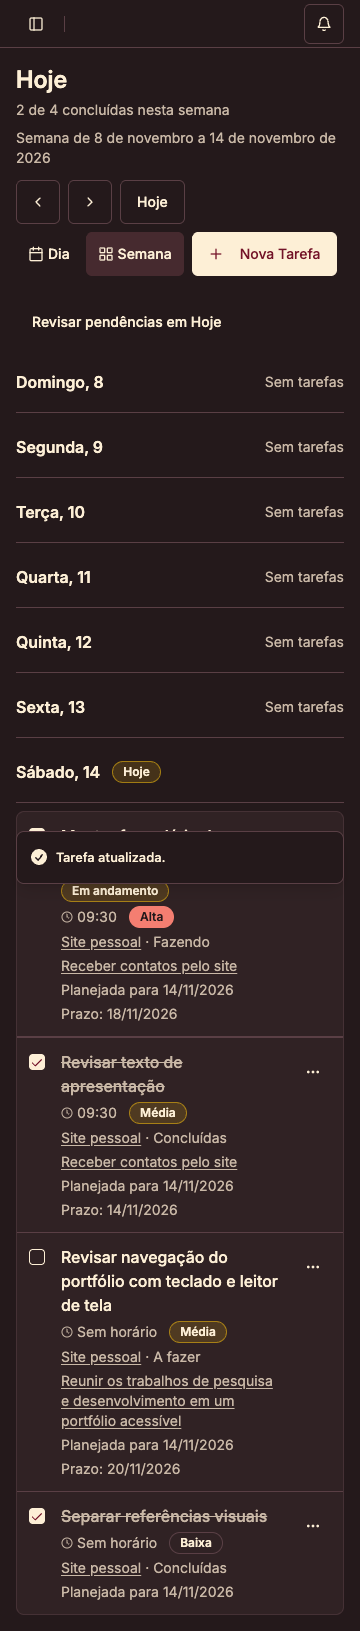 Hoje
2 de 4 concluídas nesta semana
Semana de 8 de novembro a 14 de novembro de
2026
Hoje
Dia
Semana
Nova Tarefa
Revisar pendências em Hoje
Domingo, 8
Sem tarefas
Segunda, 9
Sem tarefas
Terça, 10
Sem tarefas
Quarta, 11
Sem tarefas
Quinta, 12
Sem tarefas
Sexta, 13
Sem tarefas
Sábado, 14
Hoje
Tarefa atualizada.
Em andamento
09:30
Alta
Site pessoal · Fazendo
Receber contatos pelo site
Planejada para 14/11/2026
Prazo: 18/11/2026
Revisar texto de
apresentação
09:30
Média
Site pessoal · Concluídas
Receber contatos pelo site
Planejada para 14/11/2026
Prazo: 14/11/2026
Revisar navegação do
portfólio com teclado e leitor
de tela
Sem horário
Média
Site pessoal · A fazer
Reunir os trabalhos de pesquisa
e desenvolvimento em um
portfólio acessível
Planejada para 14/11/2026
Prazo: 20/11/2026
Separar referências visuais
Sem horário
Baixa
Site pessoal · Concluídas
Planejada para 14/11/2026